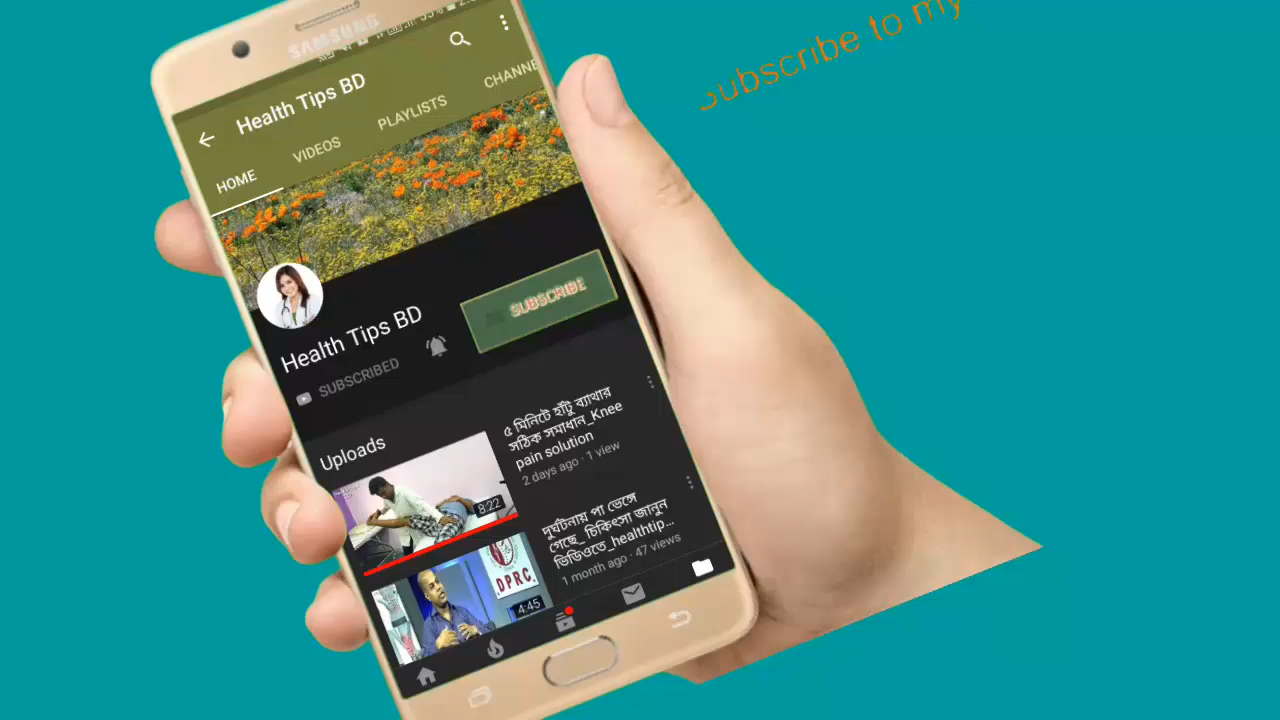 Subscribe to my
SAMSUNG
Health Tips BD
HOME
VIDEOS
PLAYLISTS
CHANNE
Health Tips BD
SUBSCRIBED
SUBSCRIBE
Uploads
৫ মিনিটে হাঁটু ব্যাথার
সঠিক সমাধান_Knee
pain solution
2 days ago · 1 view
8:22
দুর্ঘটনায় পা ভেঙ্গে
গেছে_চিকিৎসা জানুন
ভিডিওতে_healthtip...
1 month ago · 47 views
DPRC
4:45